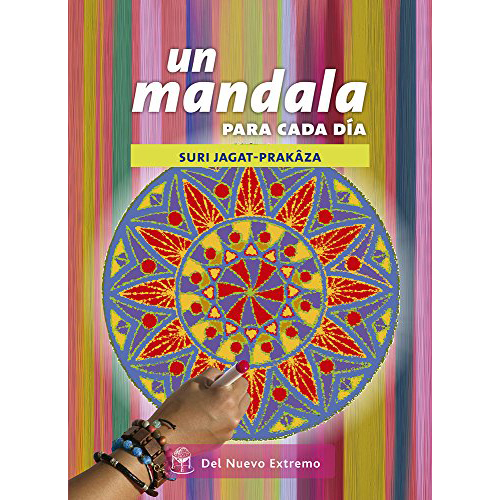 un
mandala
PARA CADA DÍA
SURI JAGAT-PRAKÂZA
Del Nuevo Extremo